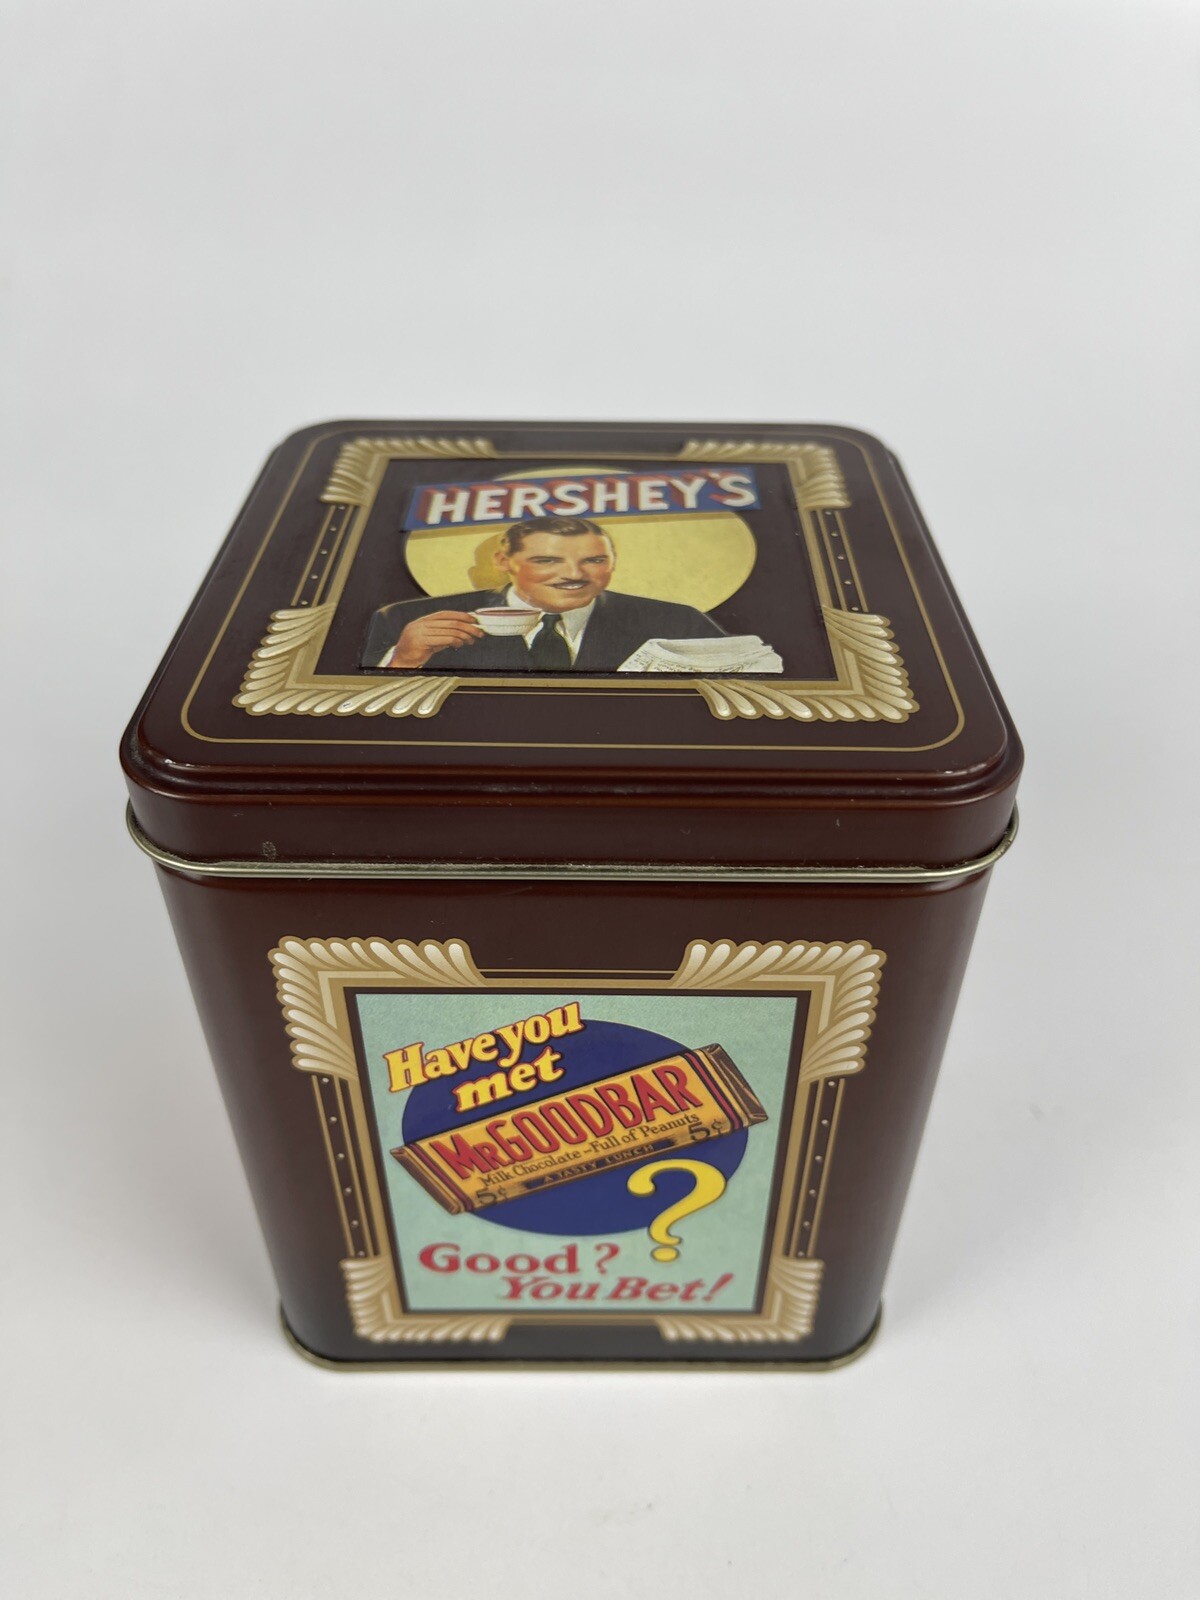 HERSHEY'S
Have you
met
MR.GOODBAR
Milk Chocolate - Full of Peanuts
5¢ A TASTY LUNCH 5¢
?
Good?
You Bet!